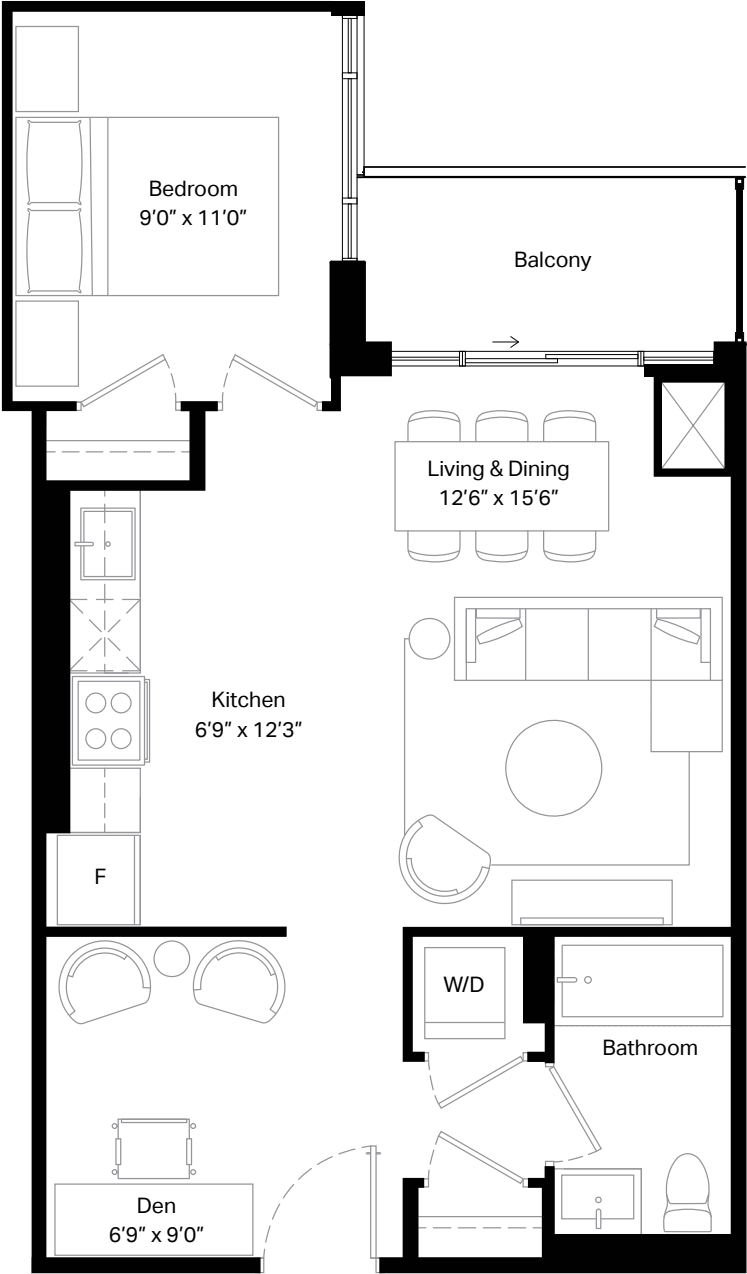 Bedroom
9′0″ x 11′0″
Balcony
Living & Dining
12′6″ x 15′6″
Kitchen
6′9″ x 12′3″
F
W/D
Bathroom
Den
6′9″ x 9′0″